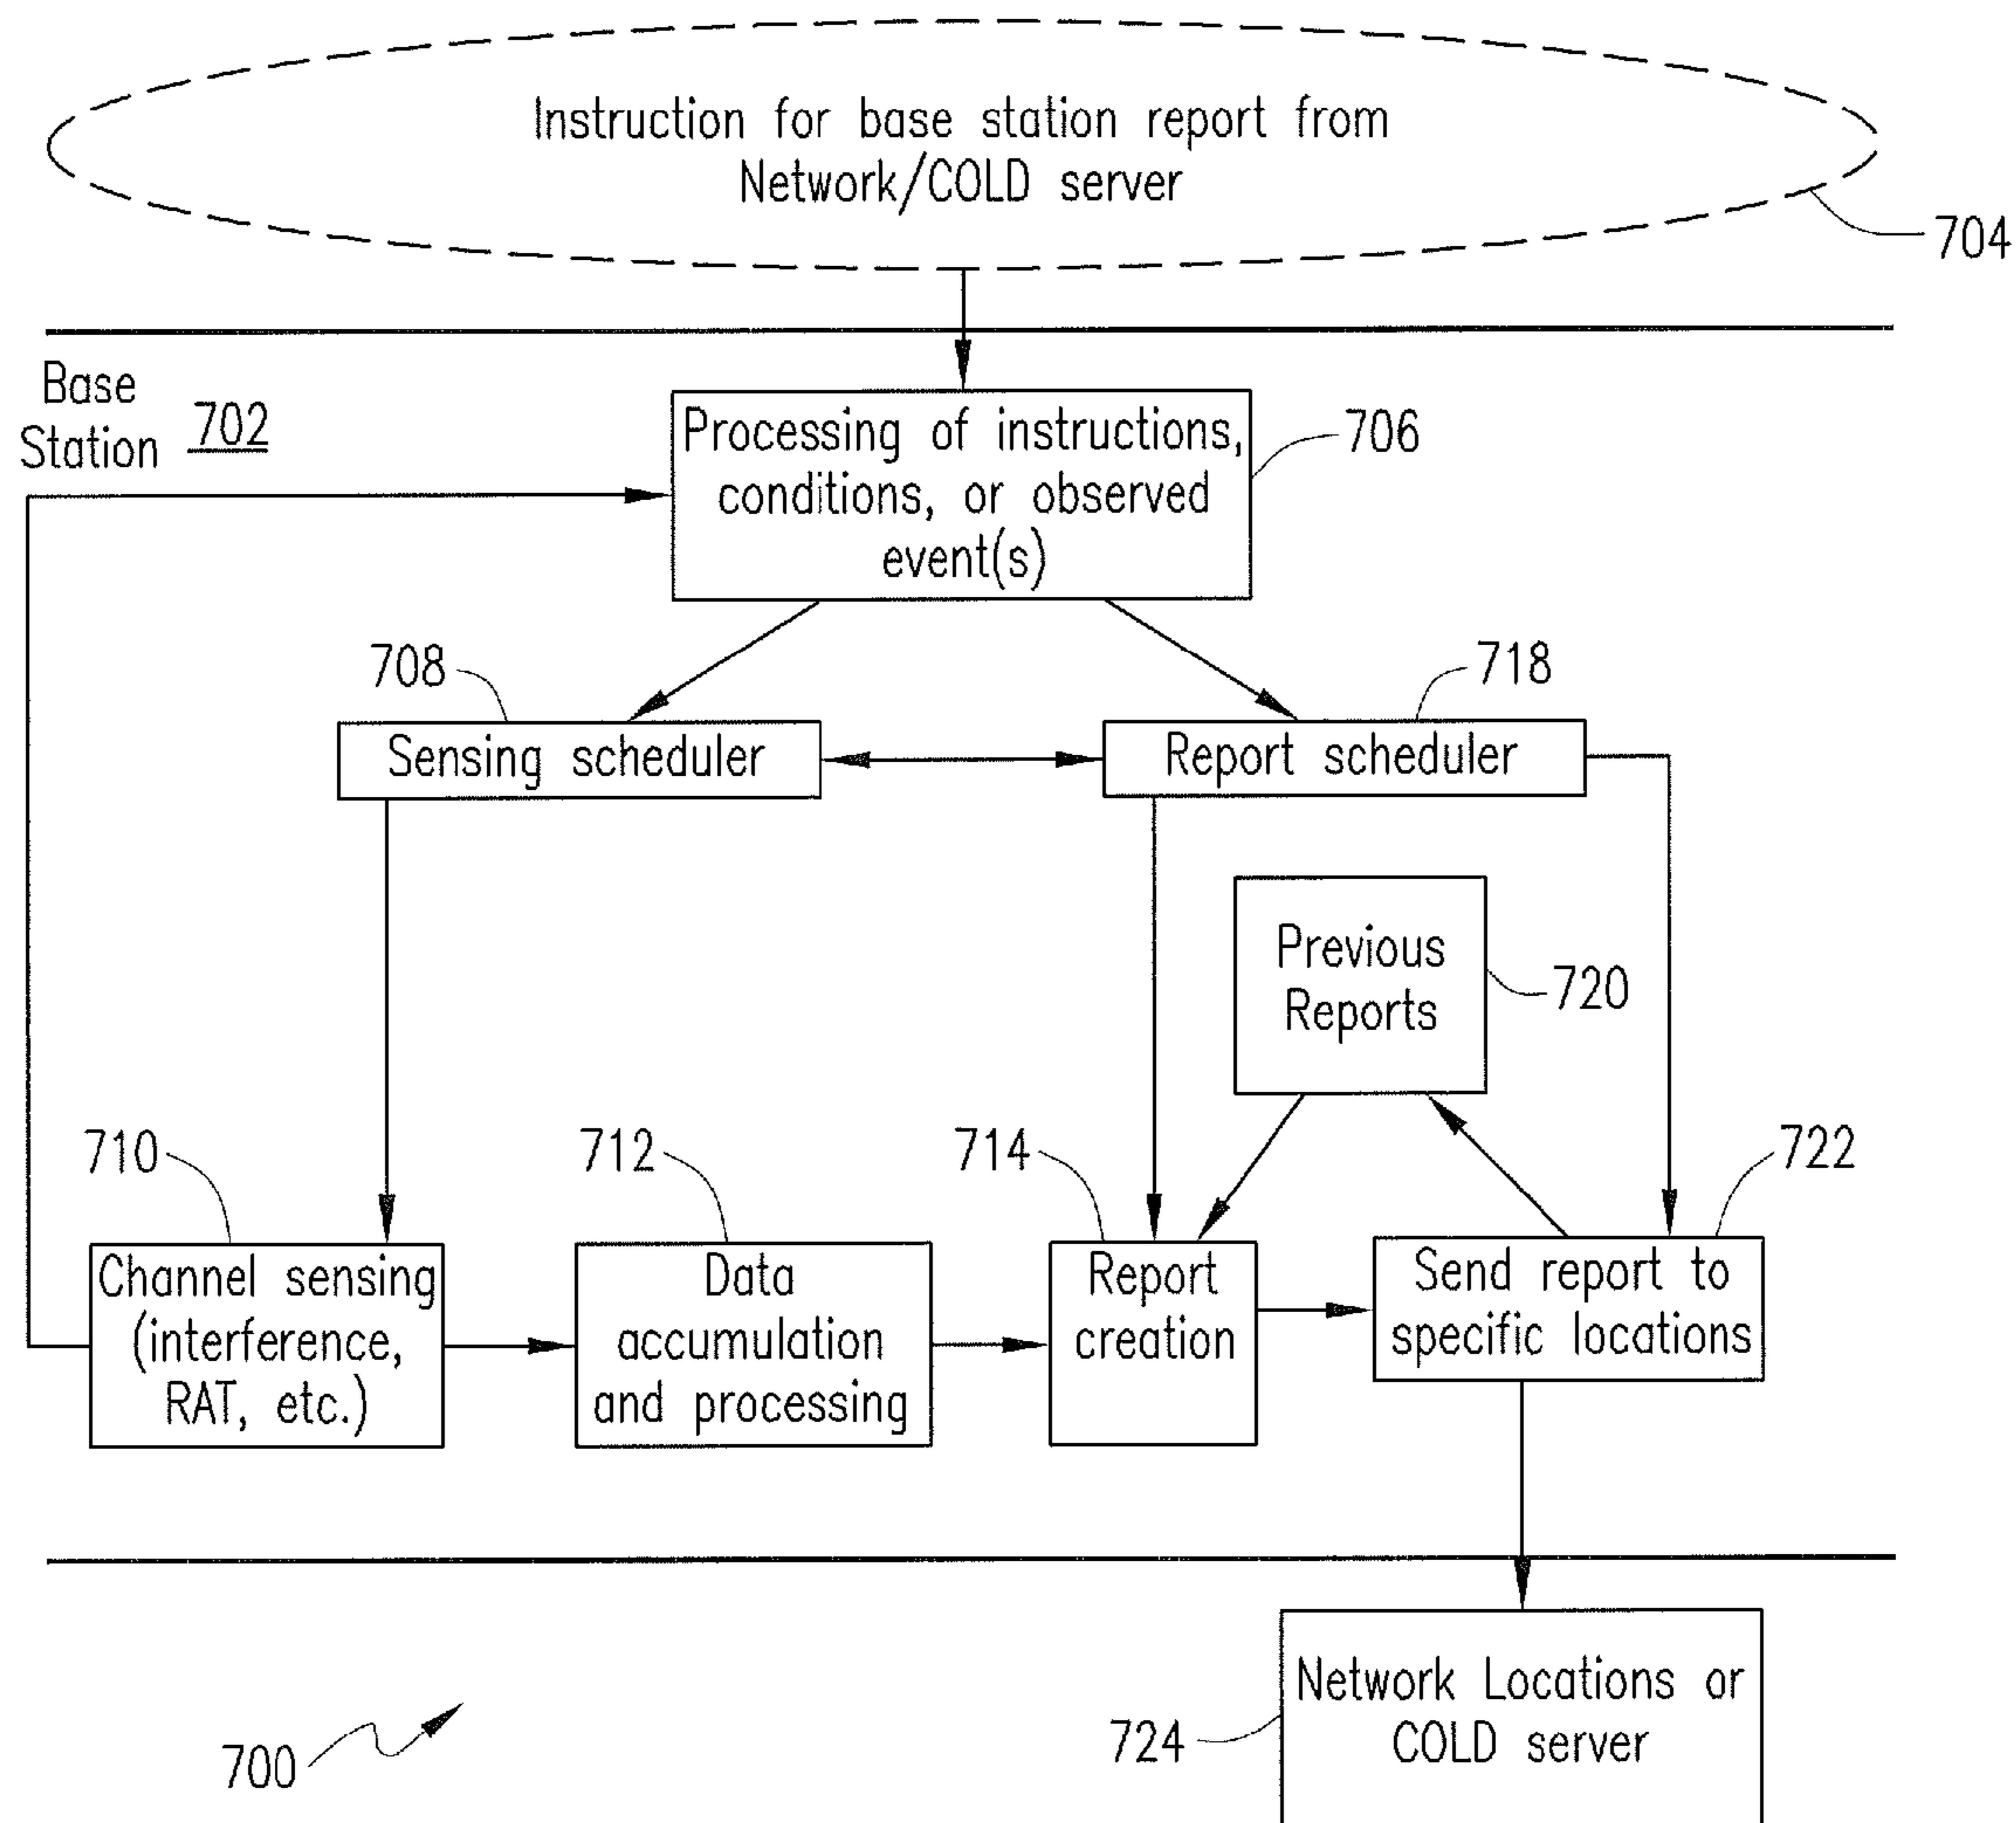 Instruction for base station report from
Network/COLD server
704
Base
Station 702
Processing of instructions,
conditions, or observed
event(s)
706
708
718
Sensing scheduler
Report scheduler
Previous
Reports
720
710
712
714
722
Channel sensing
(interference,
RAT, etc.)
Data
accumulation
and processing
Report
creation
Send report to
specific locations
Network Locations or
COLD server
724
700